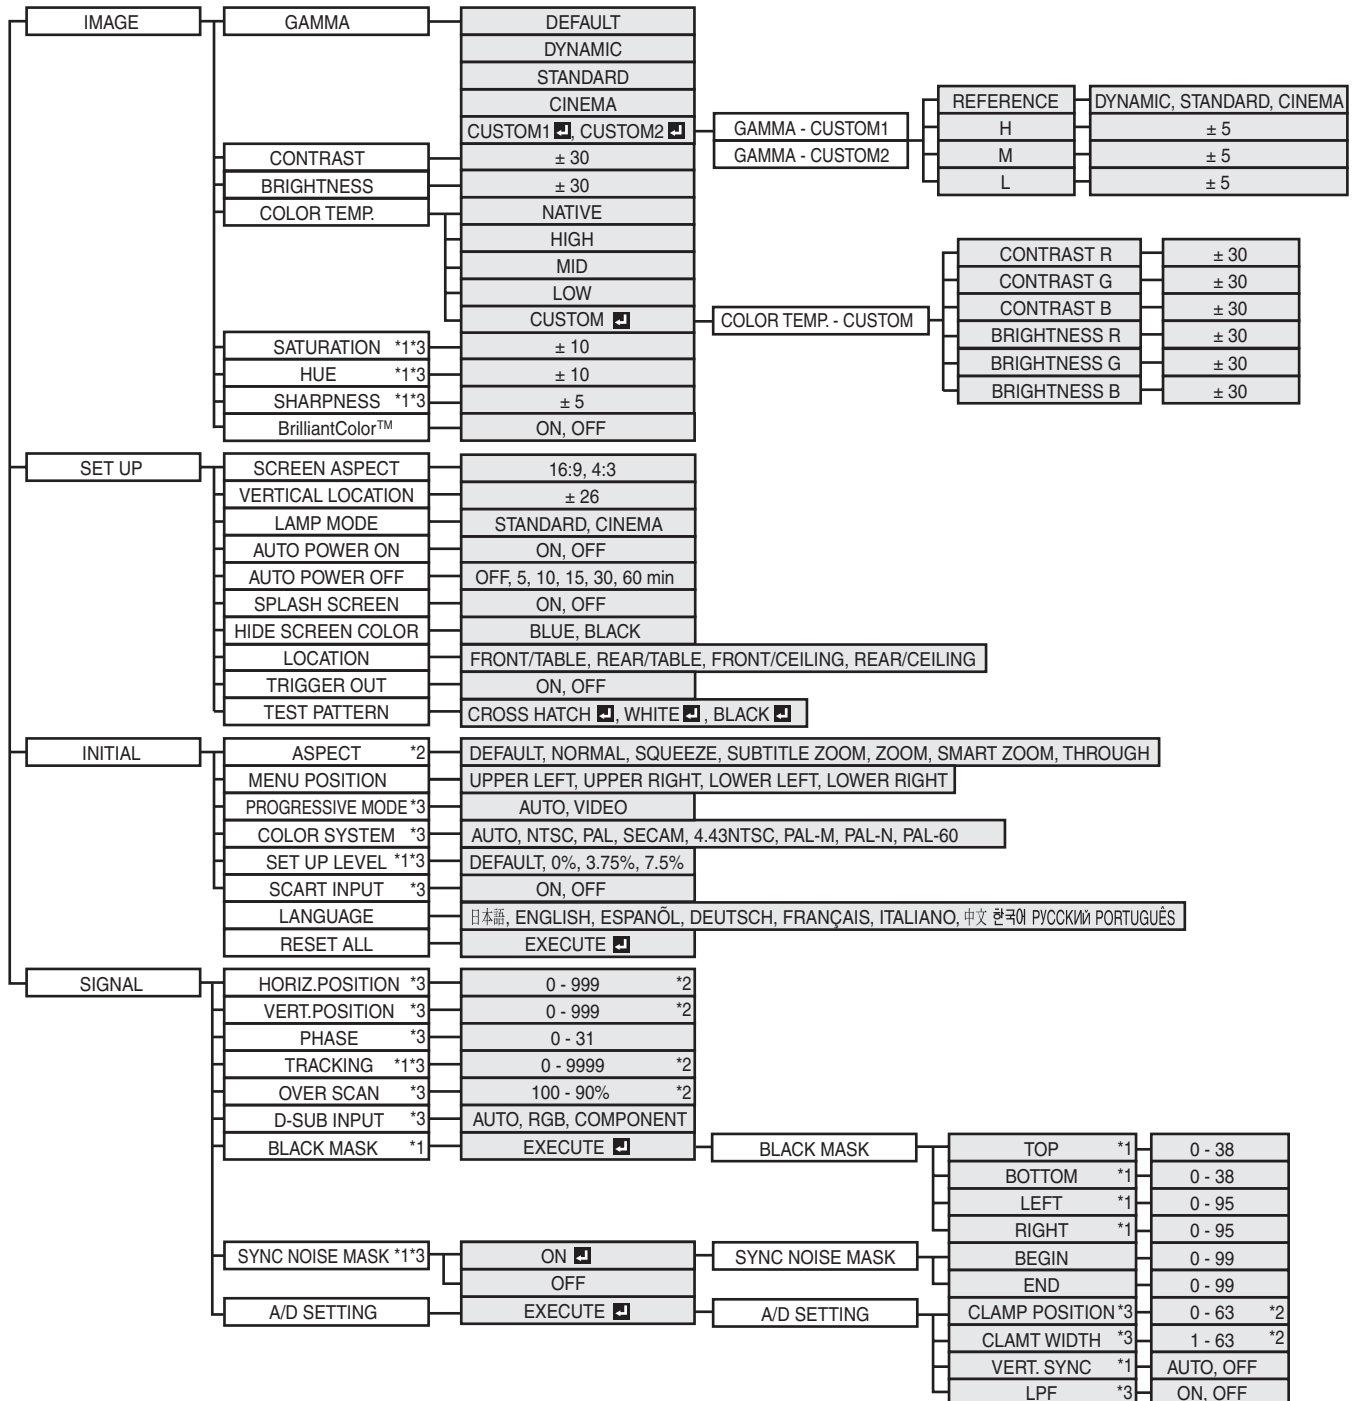 IMAGE GAMMA DEFAULT
DYNAMIC
STANDARD
CINEMA
CUSTOM1 , CUSTOM2
GAMMA - CUSTOM1
GAMMA - CUSTOM2
REFERENCE DYNAMIC, STANDARD, CINEMA
H ± 5
M ± 5
L ± 5
CONTRAST ± 30
BRIGHTNESS ± 30
COLOR TEMP. NATIVE
HIGH
MID
LOW
CUSTOM COLOR TEMP. - CUSTOM
CONTRAST R ± 30
CONTRAST G ± 30
CONTRAST B ± 30
BRIGHTNESS R ± 30
BRIGHTNESS G ± 30
BRIGHTNESS B ± 30
SATURATION *1*3 ± 10
HUE *1*3 ± 10
SHARPNESS *1*3 ± 5
BrilliantColor™ ON, OFF
SET UP SCREEN ASPECT 16:9, 4:3
VERTICAL LOCATION ± 26
LAMP MODE STANDARD, CINEMA
AUTO POWER ON ON, OFF
AUTO POWER OFF OFF, 5, 10, 15, 30, 60 min
SPLASH SCREEN ON, OFF
HIDE SCREEN COLOR BLUE, BLACK
LOCATION FRONT/TABLE, REAR/TABLE, FRONT/CEILING, REAR/CEILING
TRIGGER OUT ON, OFF
TEST PATTERN CROSS HATCH , WHITE , BLACK
INITIAL ASPECT *2 DEFAULT, NORMAL, SQUEEZE, SUBTITLE ZOOM, ZOOM, SMART ZOOM, THROUGH
MENU POSITION UPPER LEFT, UPPER RIGHT, LOWER LEFT, LOWER RIGHT
PROGRESSIVE MODE *3 AUTO, VIDEO
COLOR SYSTEM *3 AUTO, NTSC, PAL, SECAM, 4.43NTSC, PAL-M, PAL-N, PAL-60
SET UP LEVEL *1*3 DEFAULT, 0%, 3.75%, 7.5%
SCART INPUT *3 ON, OFF
LANGUAGE 日本語, ENGLISH, ESPANÕL, DEUTSCH, FRANÇAIS, ITALIANO, 中文 한국어 РУССКИЙ PORTUGUÊS
RESET ALL EXECUTE
SIGNAL HORIZ.POSITION *3 0 - 999 *2
VERT.POSITION *3 0 - 999 *2
PHASE *3 0 - 31
TRACKING *1*3 0 - 9999 *2
OVER SCAN *3 100 - 90% *2
D-SUB INPUT *3 AUTO, RGB, COMPONENT
BLACK MASK *1 EXECUTE BLACK MASK TOP *1 0 - 38
BOTTOM *1 0 - 38
LEFT *1 0 - 95
RIGHT *1 0 - 95
SYNC NOISE MASK *1*3 ON SYNC NOISE MASK BEGIN 0 - 99
OFF END 0 - 99
A/D SETTING EXECUTE A/D SETTING CLAMP POSITION *3 0 - 63 *2
CLAMT WIDTH *3 1 - 63 *2
VERT. SYNC *1 AUTO, OFF
LPF *3 ON, OFF